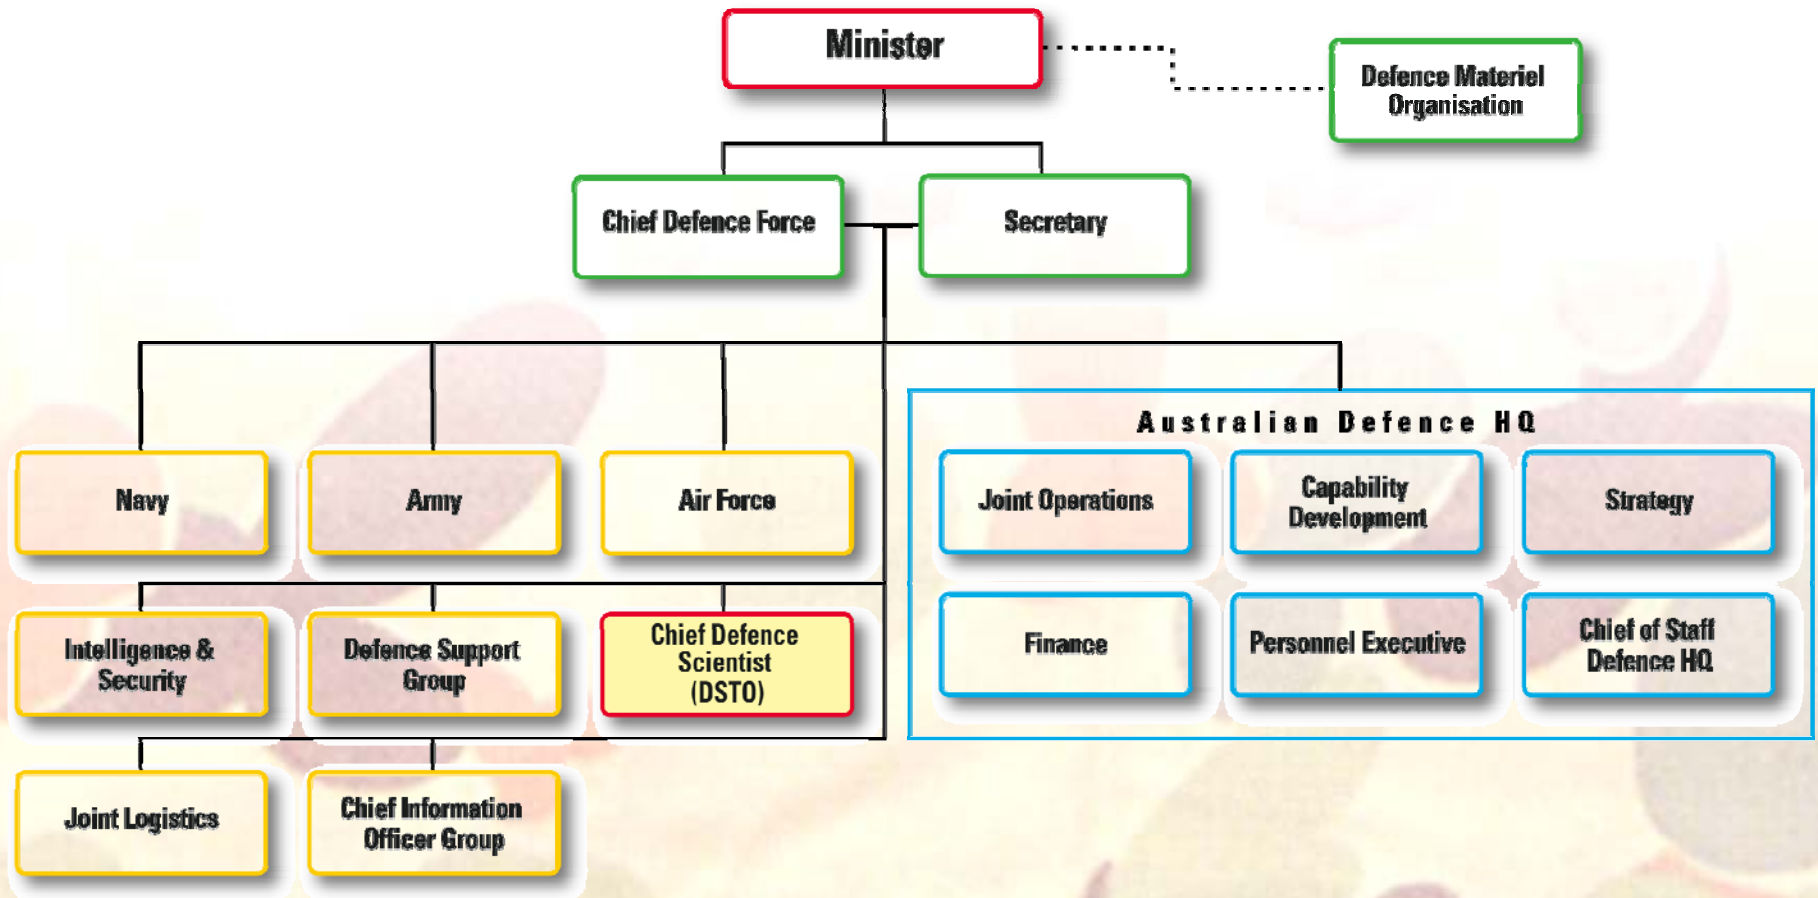 Minister
Defence Materiel
Organisation
Chief Defence Force
Secretary
Australian Defence HQ
Navy
Army
Air Force
Joint Operations
Capability
Development
Strategy
Intelligence &
Security
Defence Support
Group
Chief Defence
Scientist
(DSTO)
Finance
Personnel Executive
Chief of Staff
Defence HQ
Joint Logistics
Chief Information
Officer Group